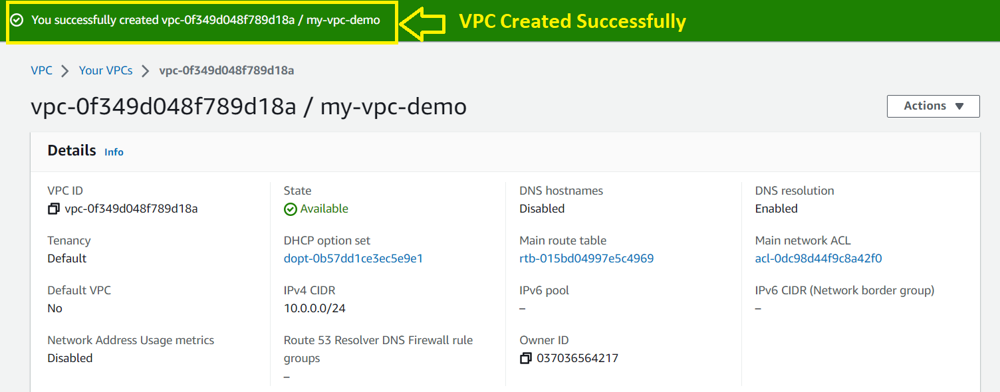 You successfully created vpc-0f349d048f789d18a / my-vpc-demo
VPC Created Successfully
VPC > Your VPCs > vpc-0f349d048f789d18a
vpc-0f349d048f789d18a / my-vpc-demo
Actions
Details Info
VPC ID
vpc-0f349d048f789d18a
State
Available
DNS hostnames
Disabled
DNS resolution
Enabled
Tenancy
Default
DHCP option set
dopt-0b57dd1ce3ec5e9e1
Main route table
rtb-015bd04997e5c4969
Main network ACL
acl-0dc98d44f9c8a42f0
Default VPC
No
IPv4 CIDR
10.0.0.0/24
IPv6 pool
–
IPv6 CIDR (Network border group)
–
Network Address Usage metrics
Disabled
Route 53 Resolver DNS Firewall rule
groups
–
Owner ID
037036564217